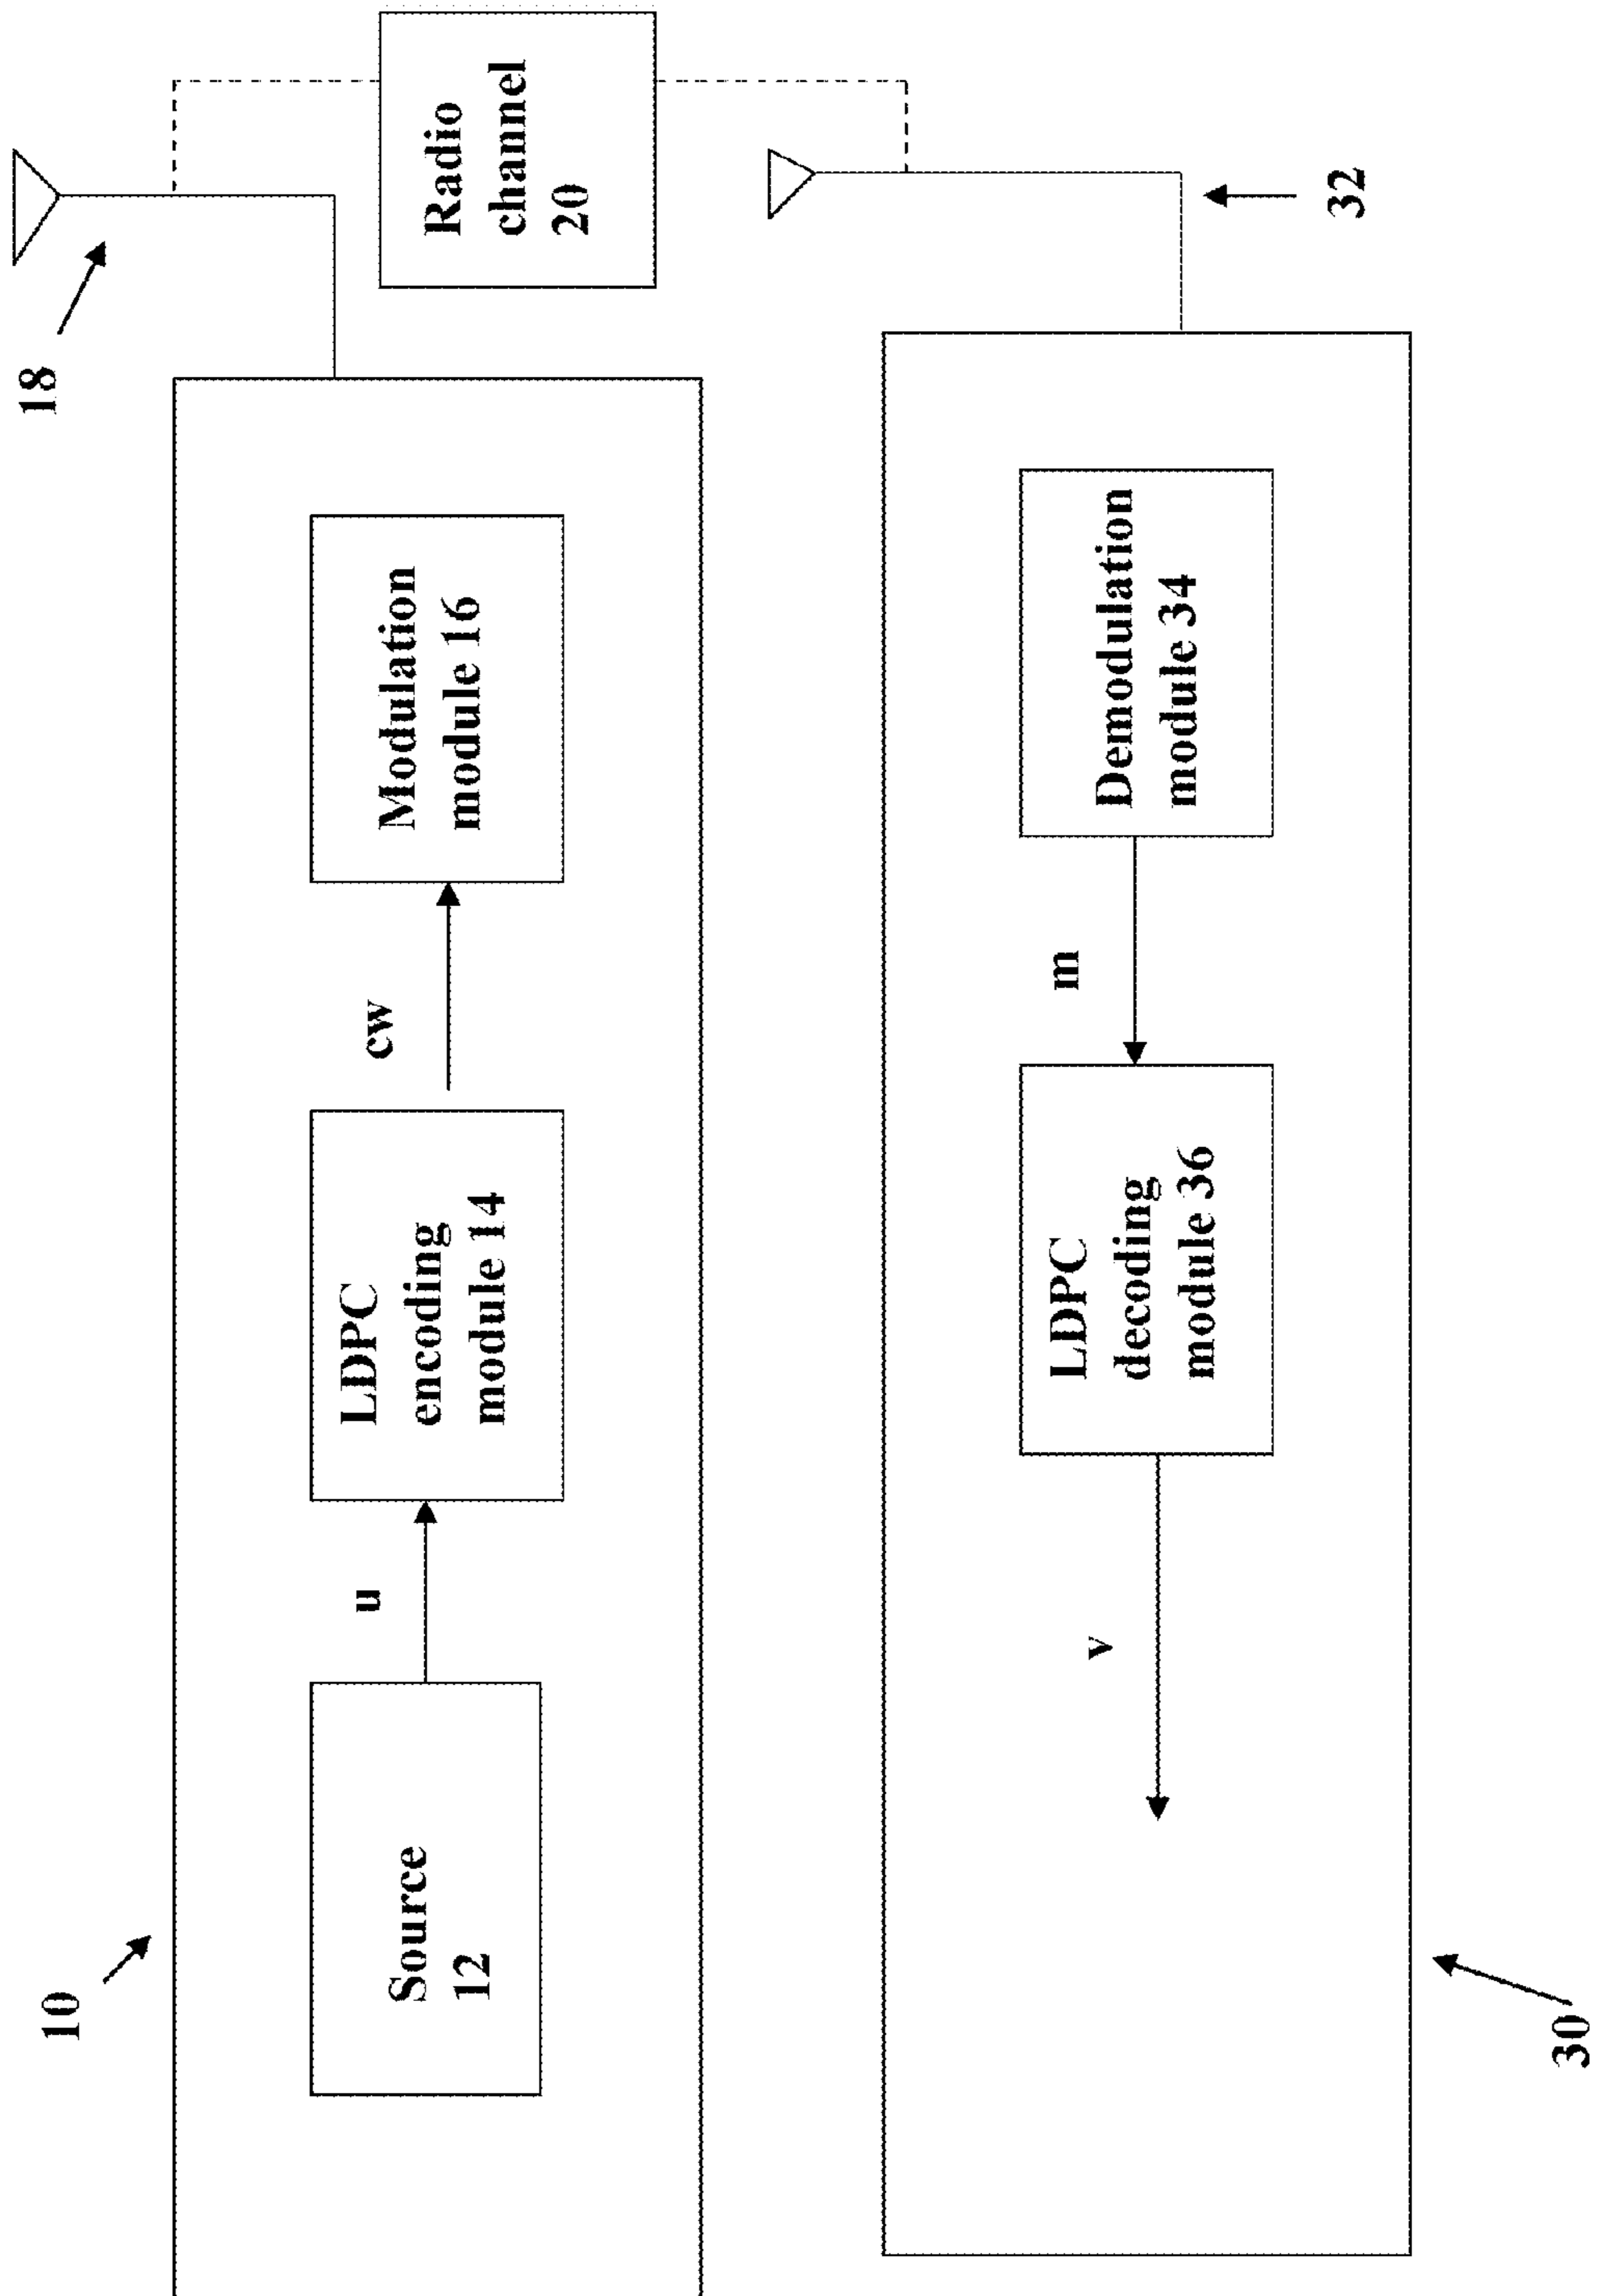 10
18
Source
12
u
LDPC
encoding
module 14
cw
Modulation
module 16
Radio
channel
20
v
LDPC
decoding
module 36
m
Demodulation
module 34
32
30